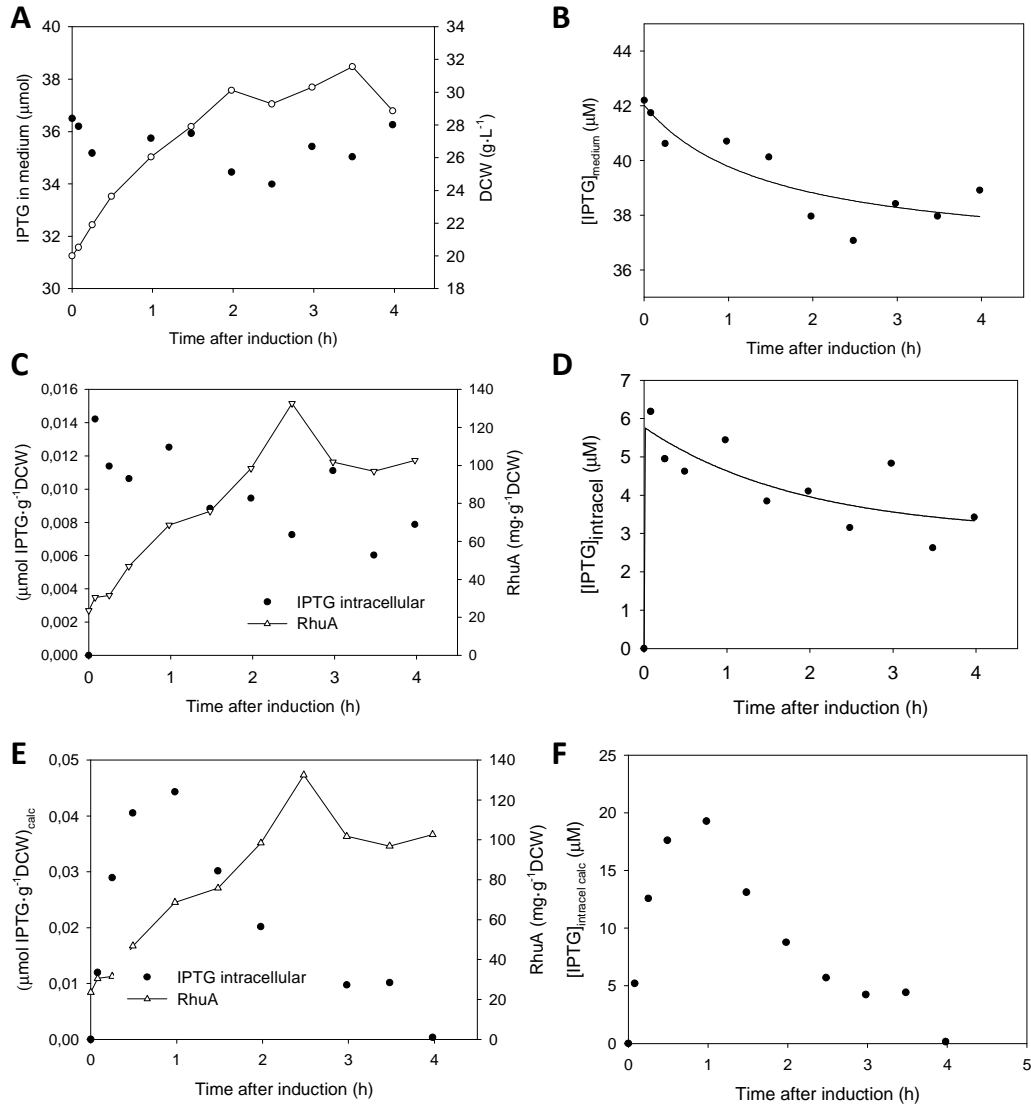 A
40
39
38
37
36
35
34
33
32
31
30
IPTG in medium (μmol)
34
32
30
28
26
24
22
20
18
DCW (g·L-1)
0 1 2 3 4
Time after induction (h)
B
44
42
40
38
36
[IPTG]medium (μM)
0 1 2 3 4
Time after induction (h)
C
0,016
0,014
0,012
0,010
0,008
0,006
0,004
0,002
0,000
(μmol IPTG·g-1DCW)
140
120
100
80
60
40
20
0
RhuA (mg·g-1DCW)
IPTG intracellular
RhuA
0 1 2 3 4
Time after induction (h)
D
7
6
5
4
3
2
1
0
[IPTG]intracel (μM)
0 1 2 3 4
Time after induction (h)
E
0,05
0,04
0,03
0,02
0,01
0,00
(μmol IPTG·g-1DCW)calc
140
120
100
80
60
40
20
0
RhuA (mg·g-1DCW)
IPTG intracellular
RhuA
0 1 2 3 4
Time after induction (h)
F
25
20
15
10
5
0
[IPTG]intracel calc (μM)
0 1 2 3 4 5
Time after induction (h)